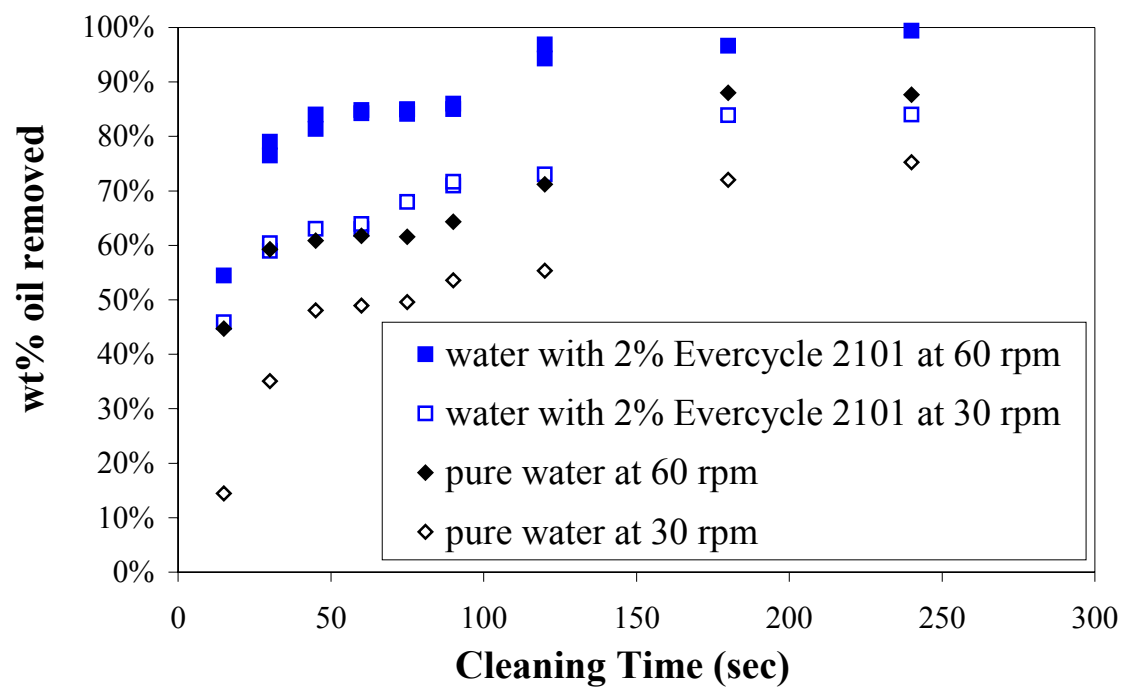 100%
90%
80%
70%
60%
50%
40%
30%
20%
10%
0%
wt% oil removed
water with 2% Evercycle 2101 at 60 rpm
water with 2% Evercycle 2101 at 30 rpm
pure water at 60 rpm
pure water at 30 rpm
0 50 100 150 200 250 300
Cleaning Time (sec)